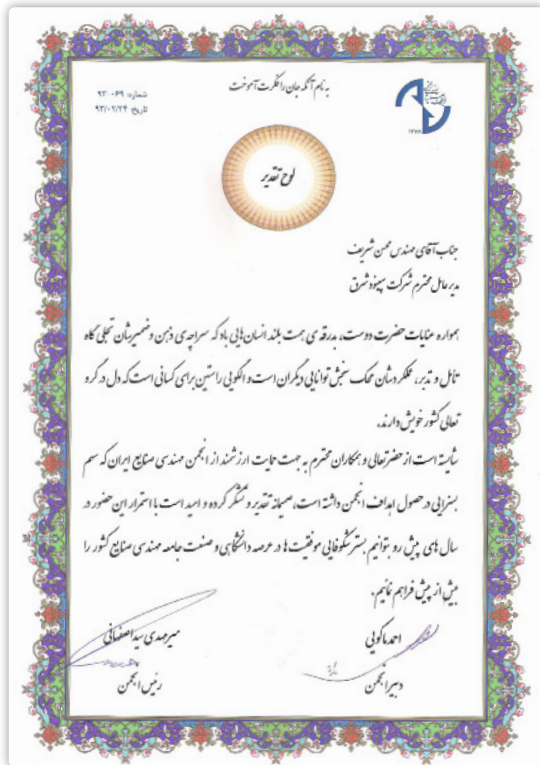 به نام آنکه جان را فکرت آموخت
شماره: ۹۳۰۰۶۹
تاریخ: ۹۳/۰۲/۲۴
۱۳۷۸
لوح تقدیر
جناب آقای مهندس محسن شریف
مدیرعامل محترم شرکت سپنود شرق
همواره عنایات حضرت دوست، بدرقه‌ی همت بلند انسان‌هایی باد که سراچه‌ی ذهن و ضمیرشان تجلی گاه
تامل و تدبر، عملکردشان محک سنجش توانایی دیگران است و الگویی راستین برای کسانی است که دل در گرو
تعالی کشور خویش دارند.
شایسته است از حضرتعالی و همکاران محترم به جهت حمایت ارزشمند از انجمن مهندسی صنایع ایران که سهم
بسزایی در حصول اهداف انجمن داشته است، صمیمانه تقدیر و تشکر کرده و امید است با استمرار این حضور در
سال های پیش رو بتوانیم بستر شکوفایی موفقیت ها در عرصه دانشگاهی و صنعت جامعه مهندسی صنایع کشور را
بیش از پیش فراهم نمائیم.
احمد ماکویی
میرمهدی سیداصفهانی
دبیر انجمن
رئیس انجمن